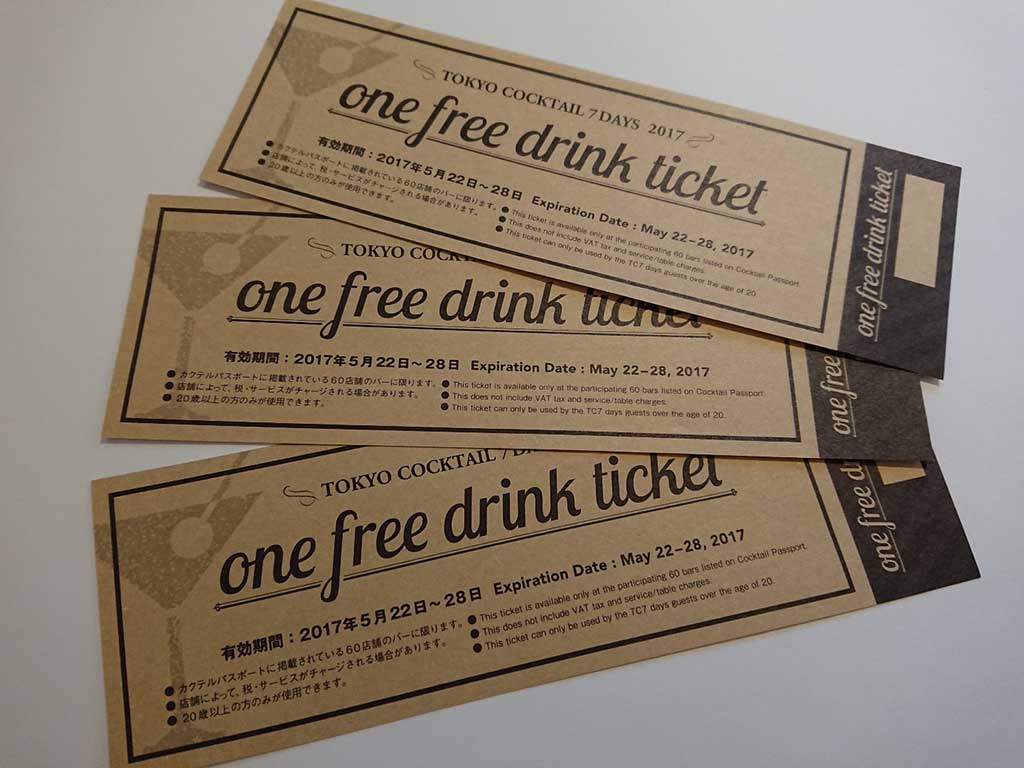 TOKYO COCKTAIL 7 DAYS 2017
one free drink ticket
有効期間：2017年5月22日〜28日 Expiration Date : May 22–28, 2017
●カクテルパスポートに掲載されている60店舗のバーに限ります。
●店舗によって、税・サービスがチャージされる場合があります。
●20歳以上の方のみが使用できます。
●This ticket is available only at the participating 60 bars listed on Cocktail Passport.
●This does not include VAT tax and service/table charges.
●This ticket can only be used by the TC7 days guests over the age of 20.
one free drink ticket
TOKYO COCK
one free drink ticket
有効期間：2017年5月22日〜28日 Expiration Date : May 22–28, 2017
●カクテルパスポートに掲載されている60店舗のバーに限ります。
●店舗によって、税・サービスがチャージされる場合があります。
●20歳以上の方のみが使用できます。
●This ticket is available only at the participating 60 bars listed on Cocktail Passport.
●This does not include VAT tax and service/table charges.
●This ticket can only be used by the TC7 days guests over the age of 20.
one free
TOKYO COCKTAIL 7 DA
one free drink ticket
有効期間：2017年5月22日〜28日 Expiration Date : May 22–28, 2017
●カクテルパスポートに掲載されている60店舗のバーに限ります。
●店舗によって、税・サービスがチャージされる場合があります。
●20歳以上の方のみが使用できます。
●This ticket is available only at the participating 60 bars listed on Cocktail Passport.
●This does not include VAT tax and service/table charges.
●This ticket can only be used by the TC7 days guests over the age of 20.
one free d